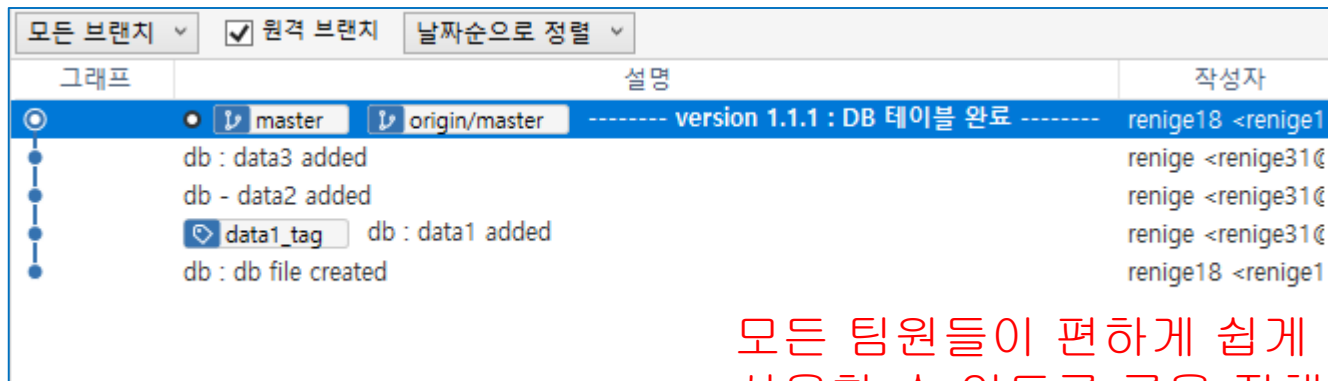 모든 브랜치 원격 브랜치 날짜순으로 정렬
그래프 설명 작성자
master origin/master -------- version 1.1.1 : DB 테이블 완료 -------- renige18 <renige1
db : data3 added renige <renige31@
db - data2 added renige <renige31@
data1_tag db : data1 added renige <renige31@
db : db file created renige18 <renige1
모든 팀원들이 편하게 쉽게